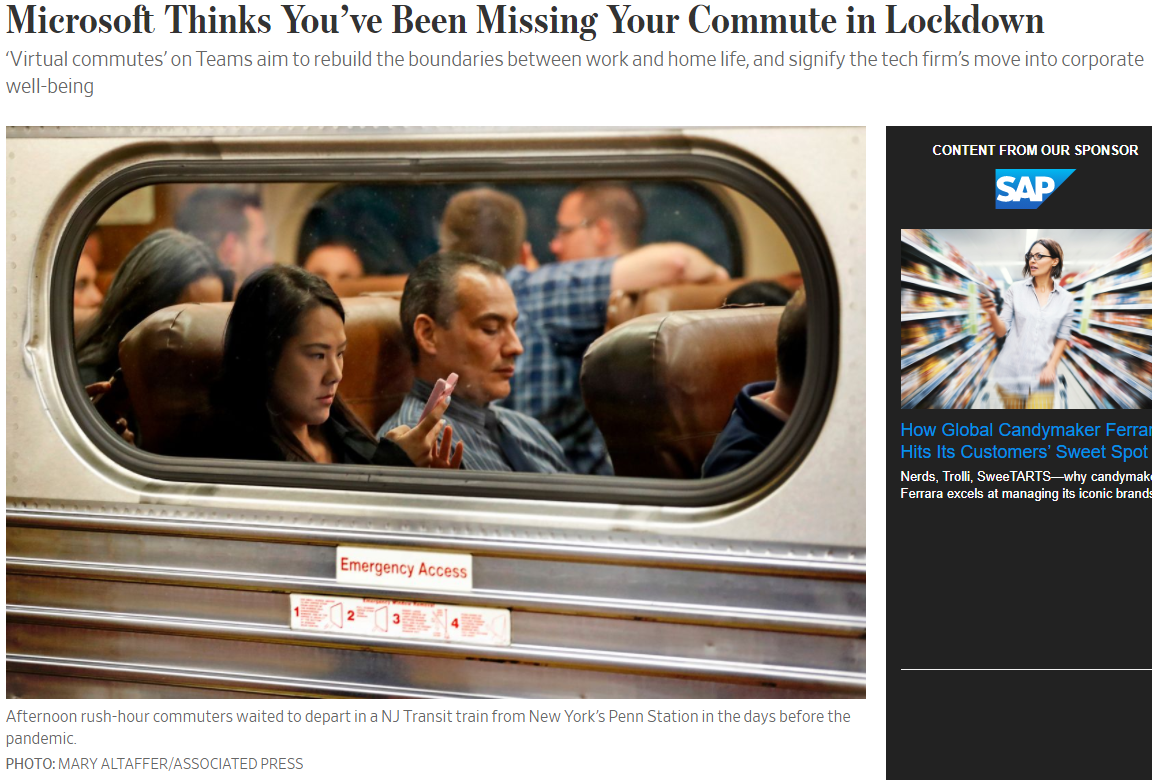 Microsoft Thinks You’ve Been Missing Your Commute in Lockdown
‘Virtual commutes’ on Teams aim to rebuild the boundaries between work and home life, and signify the tech firm’s move into corporate
well-being
Emergency Access
1 2 3 4
Afternoon rush-hour commuters waited to depart in a NJ Transit train from New York’s Penn Station in the days before the
pandemic.
PHOTO: MARY ALTAFFER/ASSOCIATED PRESS
CONTENT FROM OUR SPONSOR
SAP
How Global Candymaker Ferrar
Hits Its Customers’ Sweet Spot
Nerds, Trolli, SweeTARTS—why candymake
Ferrara excels at managing its iconic brands